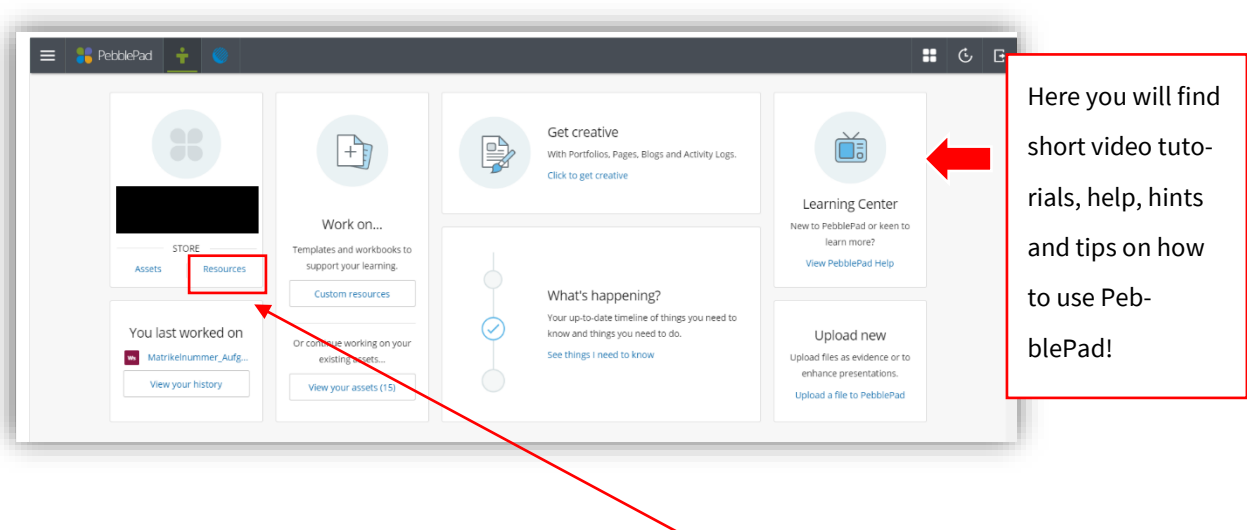 PebblePad
STORE
Assets
Resources
You last worked on
Ws
Matrikelnummer_Aufg...
View your history
Work on...
Templates and workbooks to
support your learning.
Custom resources
Or continue working on your
existing assets...
View your assets (15)
Get creative
With Portfolios, Pages, Blogs and Activity Logs.
Click to get creative
What's happening?
Your up-to-date timeline of things you need to
know and things you need to do.
See things I need to know
Learning Center
New to PebblePad or keen to
learn more?
View PebblePad Help
Upload new
Upload files as evidence or to
enhance presentations.
Upload a file to PebblePad
Here you will find
short video tuto-
rials, help, hints
and tips on how
to use Peb-
blePad!